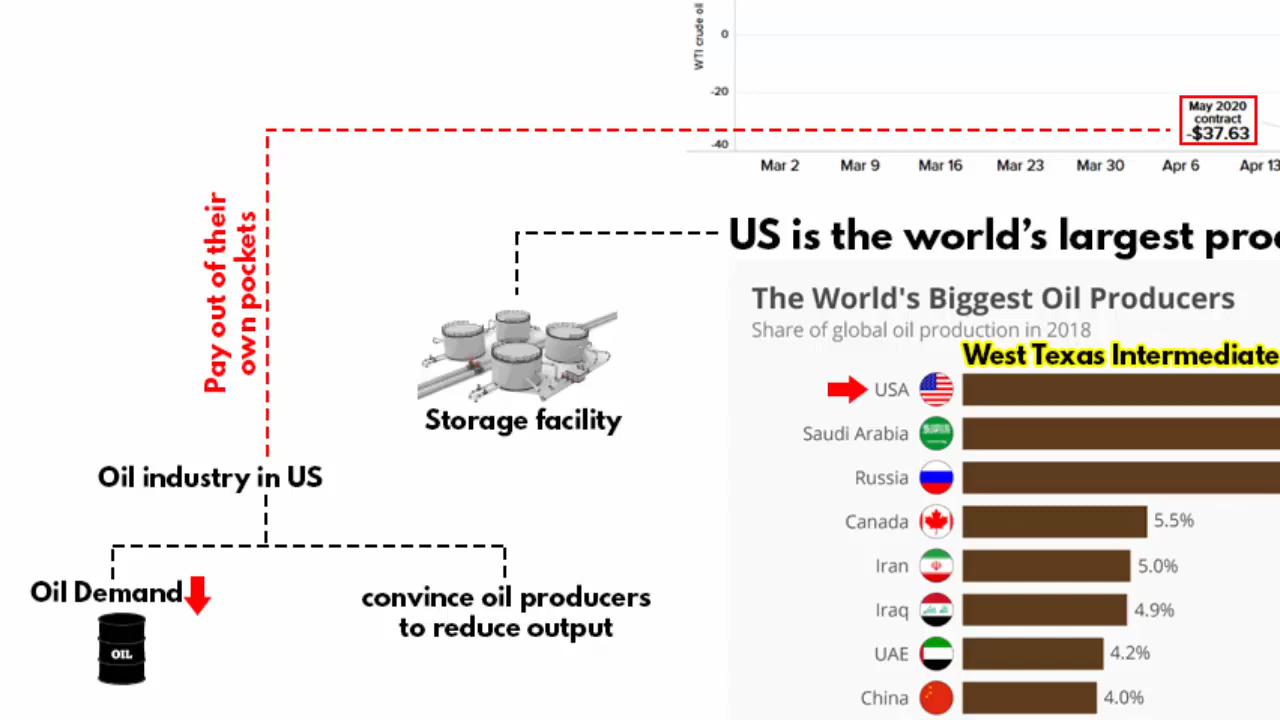 WTI crude oil
0
-20
-40
May 2020
contract
-$37.63
Mar 2
Mar 9
Mar 16
Mar 23
Mar 30
Apr 6
Apr 13
Pay out of their
own pockets
US is the world's largest
The World's Biggest Oil Producers
Share of global oil production in 2018
West Texas Intermediate
USA
Saudi Arabia
Russia
Canada 5.5%
Iran 5.0%
Iraq 4.9%
UAE 4.2%
China 4.0%
Storage facility
Oil industry in US
Oil Demand
OIL
convince oil producers
to reduce output